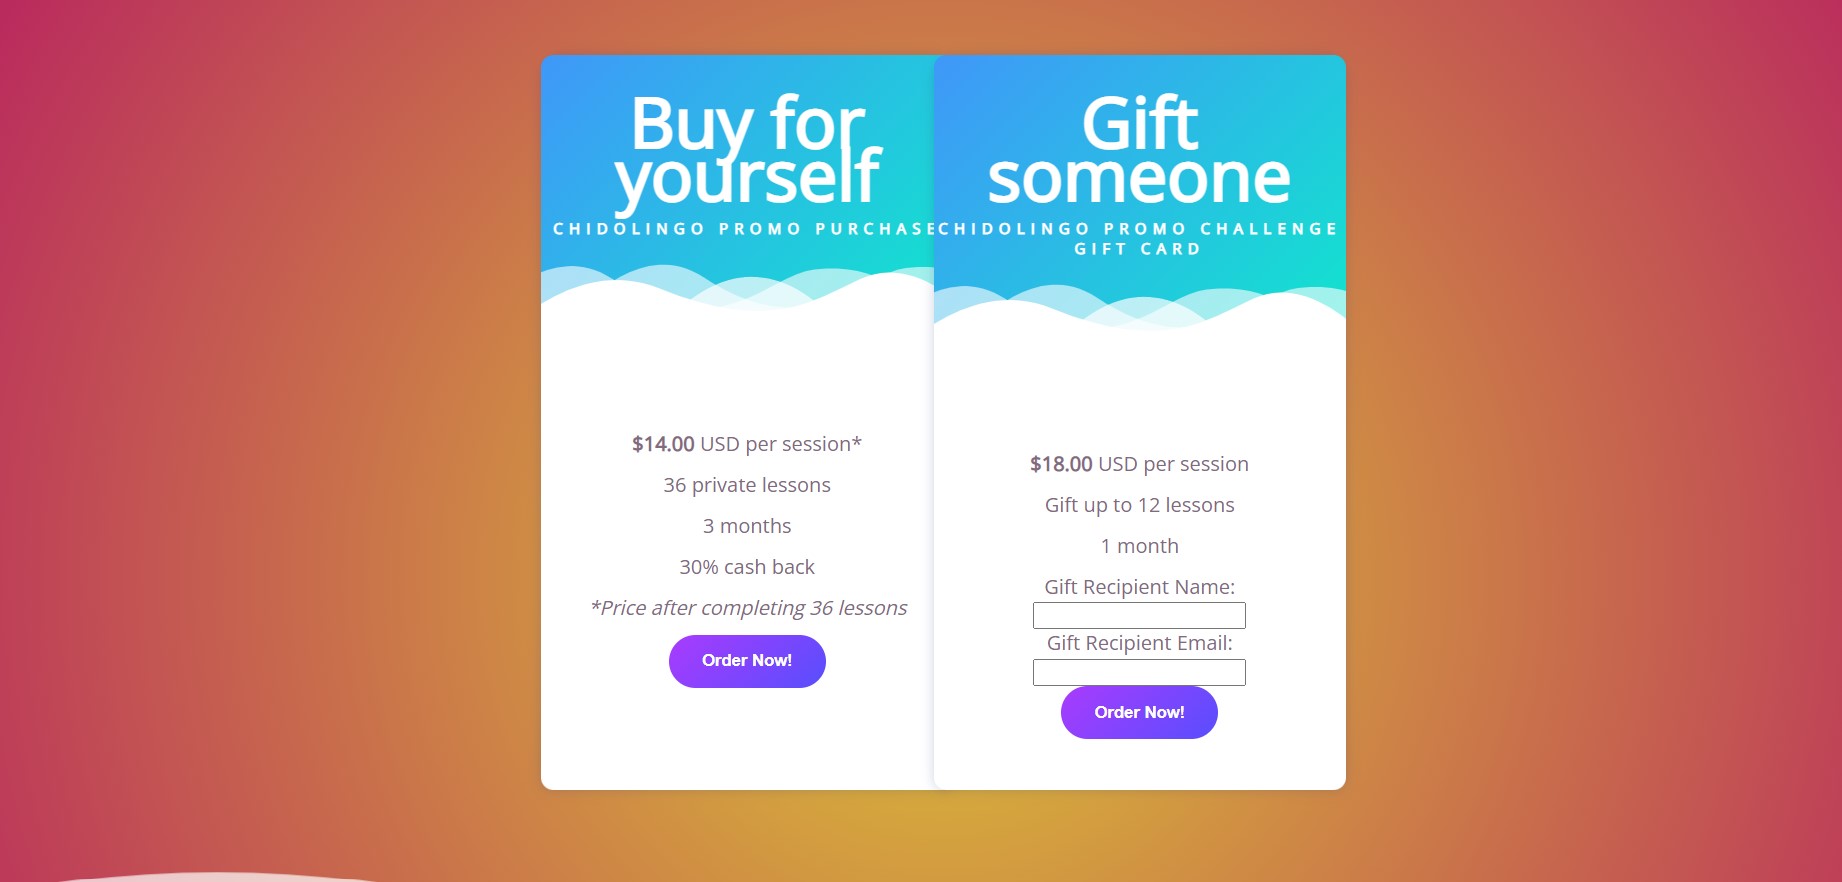 Buy for
yourself
CHIDOLINGO PROMO PURCHASE
$14.00 USD per session*
36 private lessons
3 months
30% cash back
*Price after completing 36 lessons
Order Now!
Gift
someone
CHIDOLINGO PROMO CHALLENGE
GIFT CARD
$18.00 USD per session
Gift up to 12 lessons
1 month
Gift Recipient Name:
Gift Recipient Email:
Order Now!